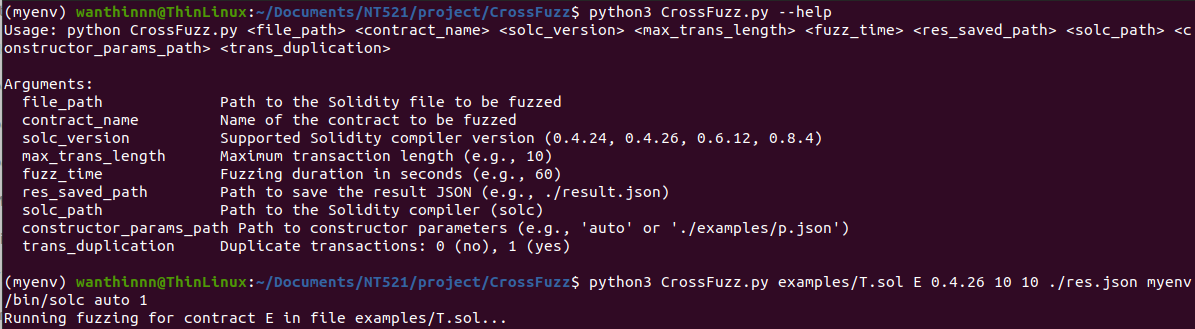 (myenv) wanthinnn@ThinLinux:~/Documents/NT521/project/CrossFuzz$ python3 CrossFuzz.py --help
Usage: python CrossFuzz.py <file_path> <contract_name> <solc_version> <max_trans_length> <fuzz_time> <res_saved_path> <solc_path> <c
onstructor_params_path> <trans_duplication>
Arguments:
file_path Path to the Solidity file to be fuzzed
contract_name Name of the contract to be fuzzed
solc_version Supported Solidity compiler version (0.4.24, 0.4.26, 0.6.12, 0.8.4)
max_trans_length Maximum transaction length (e.g., 10)
fuzz_time Fuzzing duration in seconds (e.g., 60)
res_saved_path Path to save the result JSON (e.g., ./result.json)
solc_path Path to the Solidity compiler (solc)
constructor_params_path Path to constructor parameters (e.g., 'auto' or './examples/p.json')
trans_duplication Duplicate transactions: 0 (no), 1 (yes)
(myenv) wanthinnn@ThinLinux:~/Documents/NT521/project/CrossFuzz$ python3 CrossFuzz.py examples/T.sol E 0.4.26 10 10 ./res.json myenv
/bin/solc auto 1
Running fuzzing for contract E in file examples/T.sol...